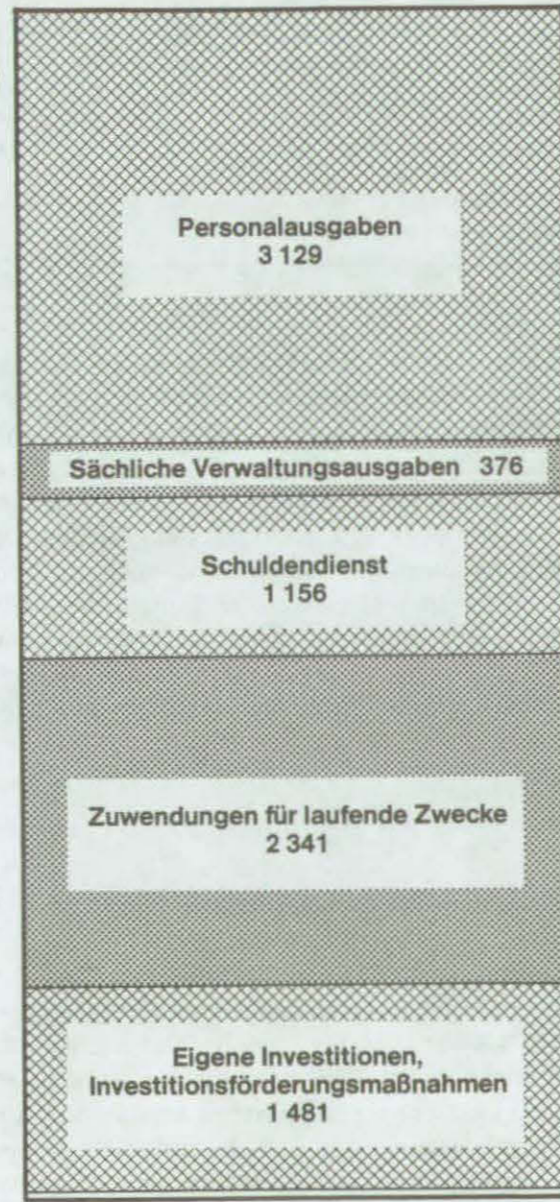 Personalausgaben
3 129
Sächliche Verwaltungsausgaben 376
Schuldendienst
1 156
Zuwendungen für laufende Zwecke
2 341
Eigene Investitionen,
Investitionsförderungsmaßnahmen
1 481